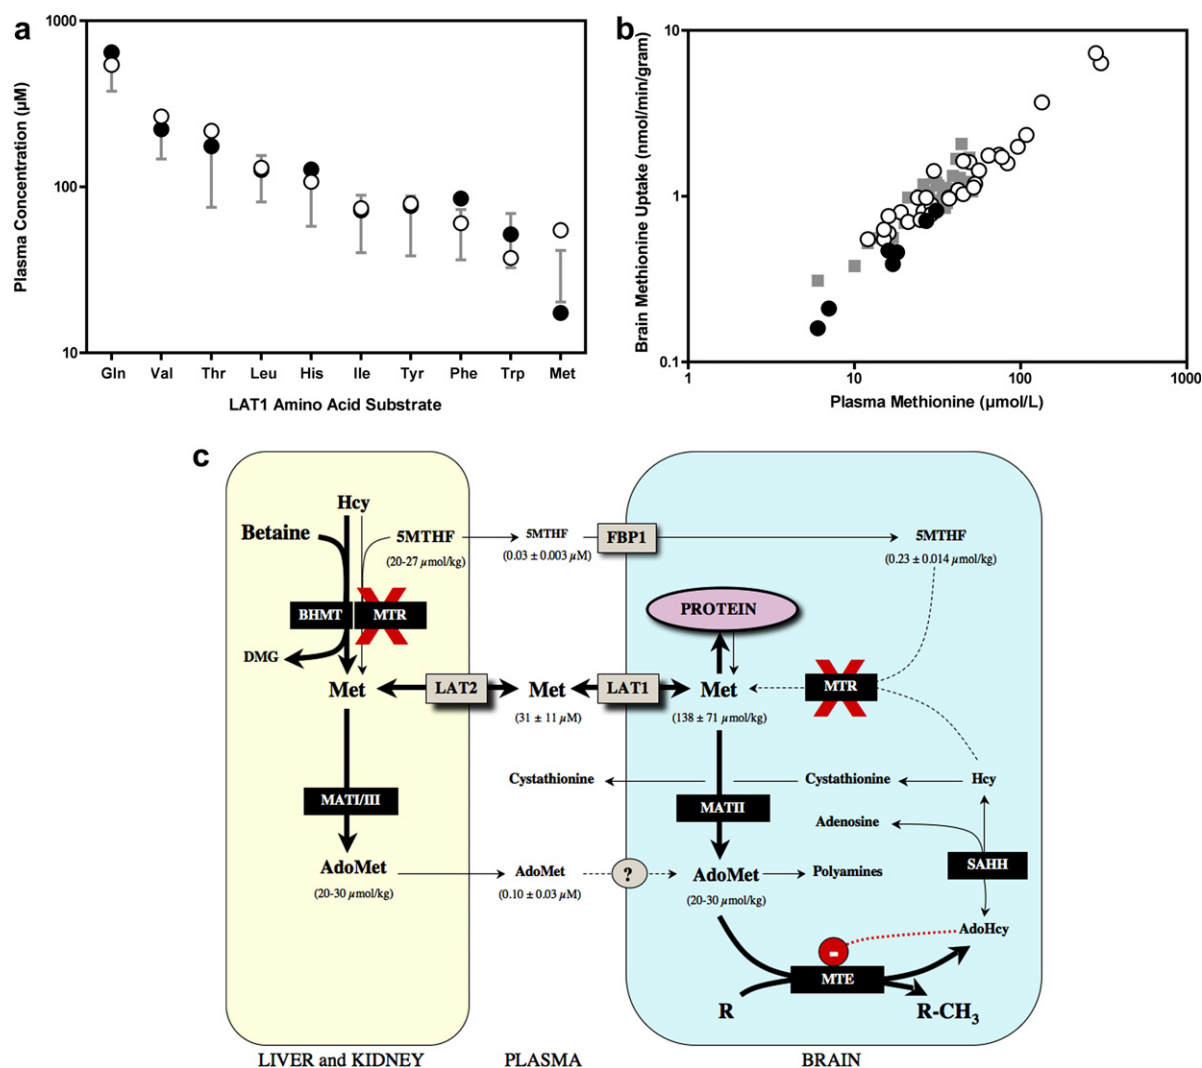 a
1000
100
10
Plasma Concentration (µM)
Gln Val Thr Leu His Ile Tyr Phe Trp Met
LAT1 Amino Acid Substrate
b
10
1
0.1
Brain Methionine Uptake (nmol/min/gram)
1 10 100 1000
Plasma Methionine (µmol/L)
c
Hcy
Betaine
5MTHF
(20-27 µmol/kg)
5MTHF
(0.03 ± 0.003 µM)
FBP1
5MTHF
(0.23 ± 0.014 µM)
BHMT
MTR
PROTEIN
DMG
Met
LAT2
Met
(31 ± 11 µM)
LAT1
Met
(138 ± 71 µmol/kg)
MTR
Cystathionine
Cystathionine
Hcy
MATI/III
MATII
Adenosine
SAHH
AdoMet
(20-30 µmol/kg)
AdoMet
(0.10 ± 0.03 µM)
?
AdoMet
(20-30 µmol/kg)
Polyamines
AdoHcy
-
MTE
R
R-CH₃
LIVER and KIDNEY
PLASMA
BRAIN